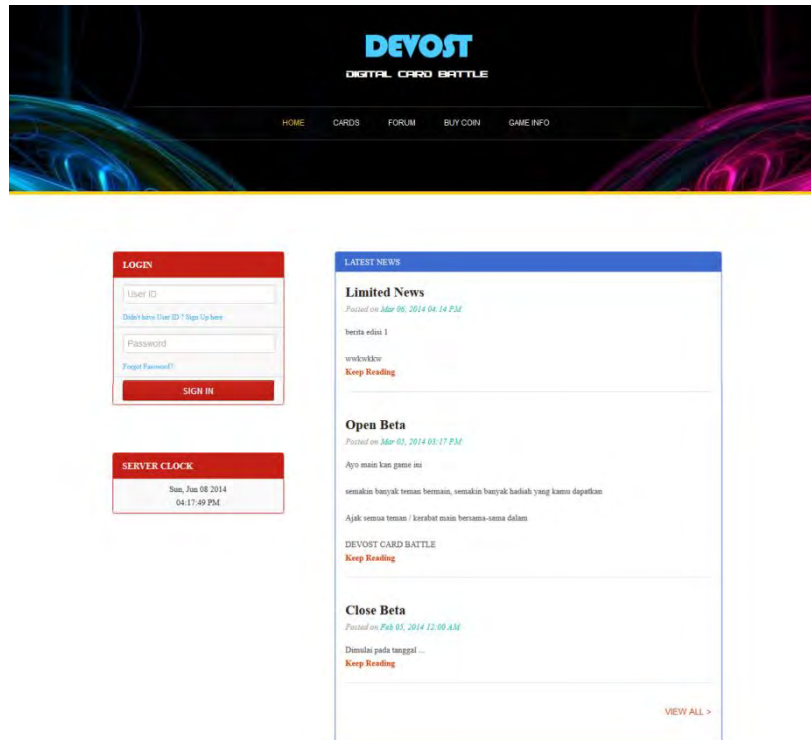 DEVOST
DIGITAL CARD BATTLE
HOME CARDS FORUM BUY COIN GAME INFO
LOGIN
User ID
Didn't have User ID ? Sign Up here
Password
Forgot Password?
SIGN IN
SERVER CLOCK
Sun, Jun 08 2014
04:17:49 PM
LATEST NEWS
Limited News
Posted on Mar 06, 2014 04:14 PM
berita edisi 1
wwkwkkw
Keep Reading
Open Beta
Posted on Mar 05, 2014 03:17 PM
Ayo main kan game ini
semakin banyak teman bermain, semakin banyak hadiah yang kamu dapatkan
Ajak semua teman / kerabat main bersama-sama dalam
DEVOST CARD BATTLE
Keep Reading
Close Beta
Posted on Feb 05, 2014 12:00 AM
Dimulai pada tanggal ...
Keep Reading
VIEW ALL >